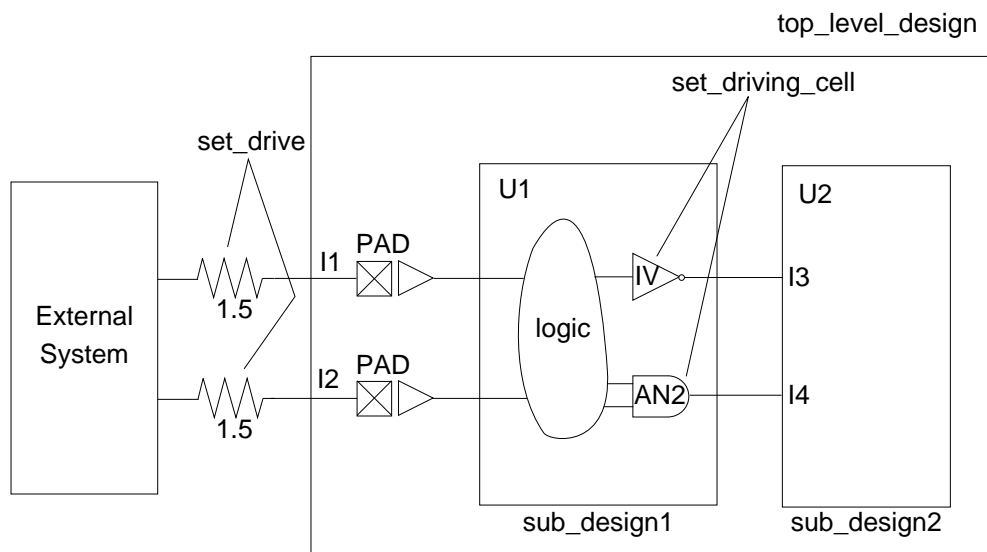 top_level_design
set_driving_cell
set_drive
U1
U2
I1
PAD
IV
I3
1.5
External
System
logic
I2
PAD
AN2
I4
1.5
sub_design1
sub_design2